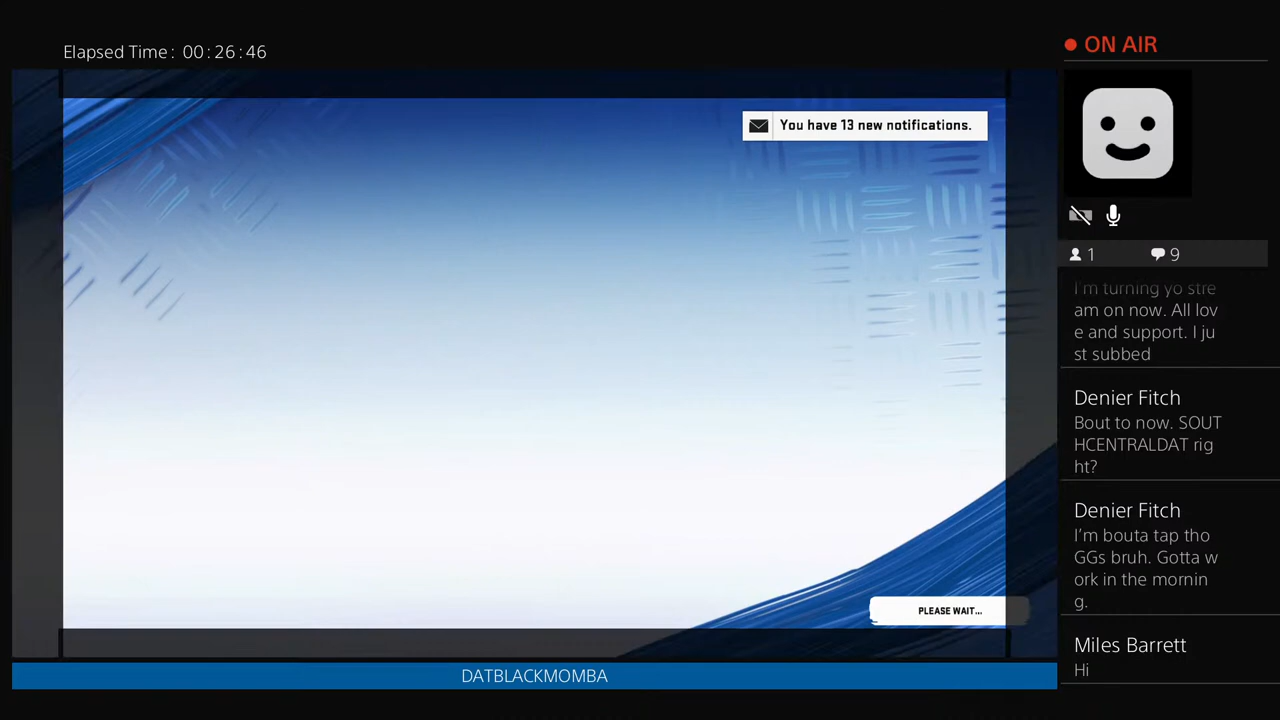 Elapsed Time: 00:26:46
ON AIR
You have 13 new notifications.
1
9
I'm turning yo stre
am on now. All lov
e and support. I ju
st subbed
Denier Fitch
Bout to now. SOUT
HCENTRALDAT rig
ht?
Denier Fitch
I'm bouta tap tho
GGs bruh. Gotta w
ork in the mornin
g.
Miles Barrett
Hi
PLEASE WAIT...
DATBLACKMOMBA